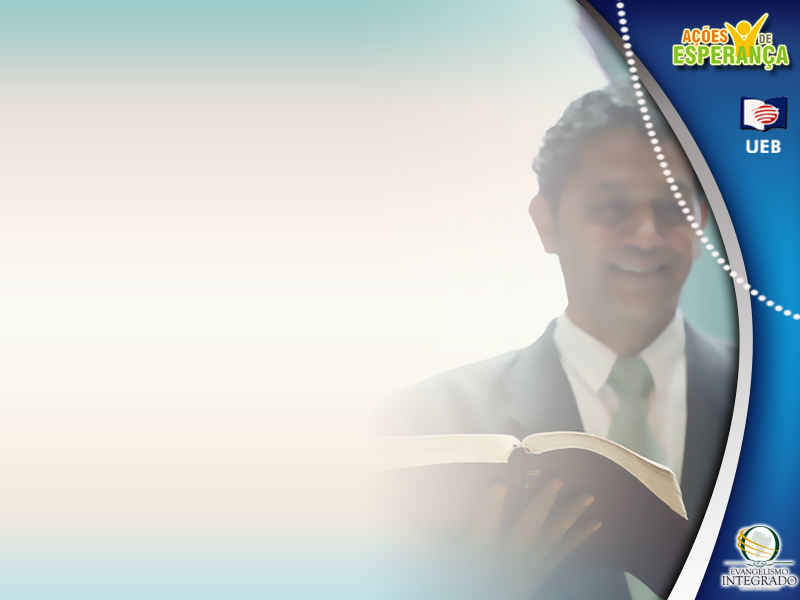 AÇÕES DE
ESPERANÇA
UEB
EVANGELISMO
INTEGRADO